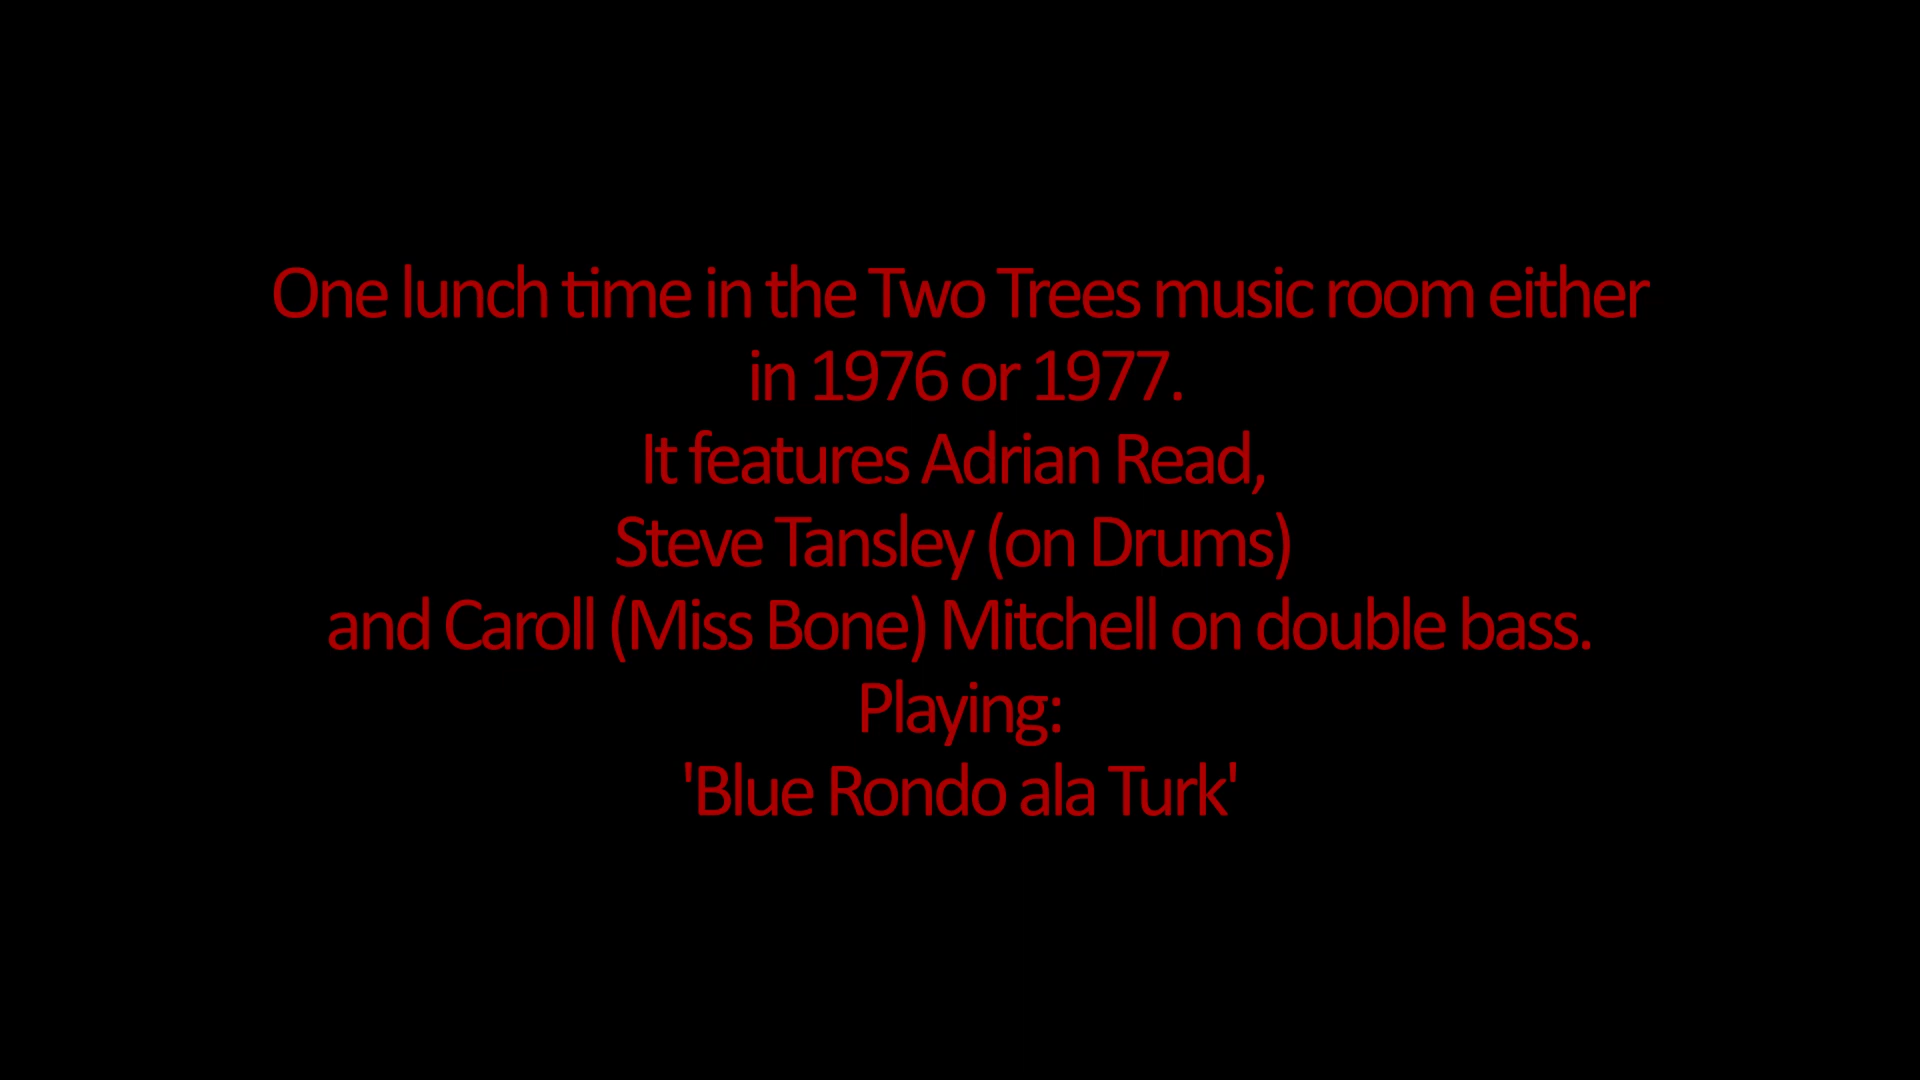 One lunch time in the Two Trees music room either
in 1976 or 1977.
It features Adrian Read,
Steve Tansley (on Drums)
and Caroll (Miss Bone) Mitchell on double bass.
Playing:
'Blue Rondo ala Turk'